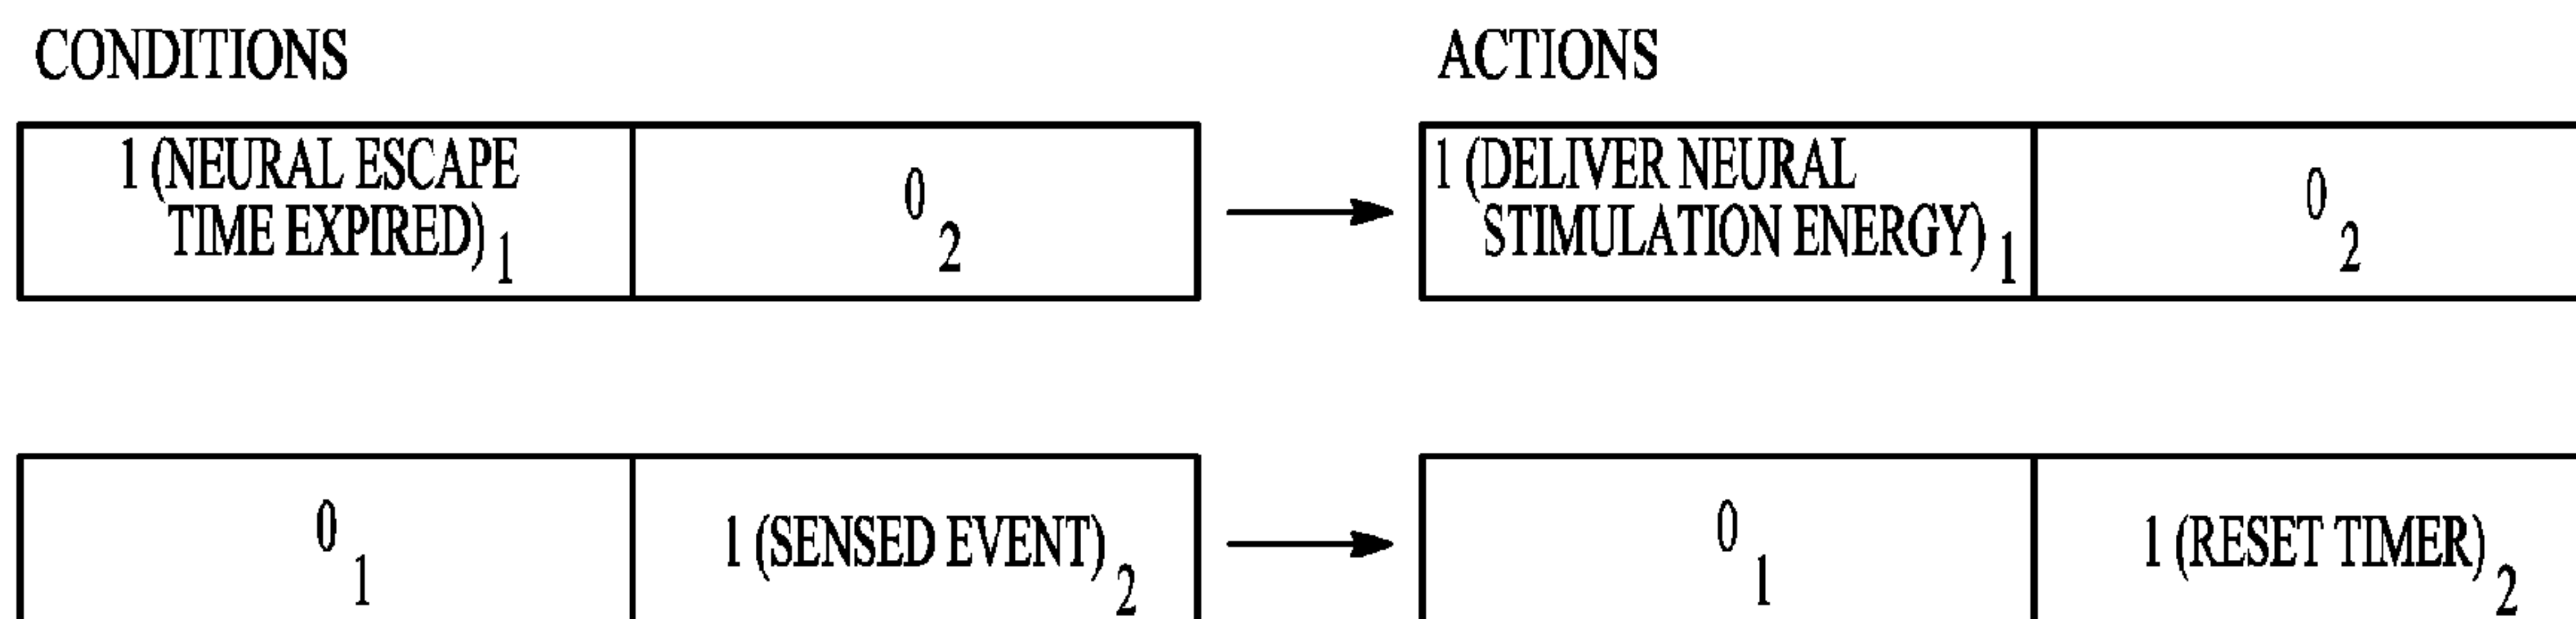 CONDITIONS
ACTIONS
1 (NEURAL ESCAPE
TIME EXPIRED) 1
0 2
1 (DELIVER NEURAL
STIMULATION ENERGY) 1
0 2
0 1
1 (SENSED EVENT) 2
0 1
1 (RESET TIMER) 2